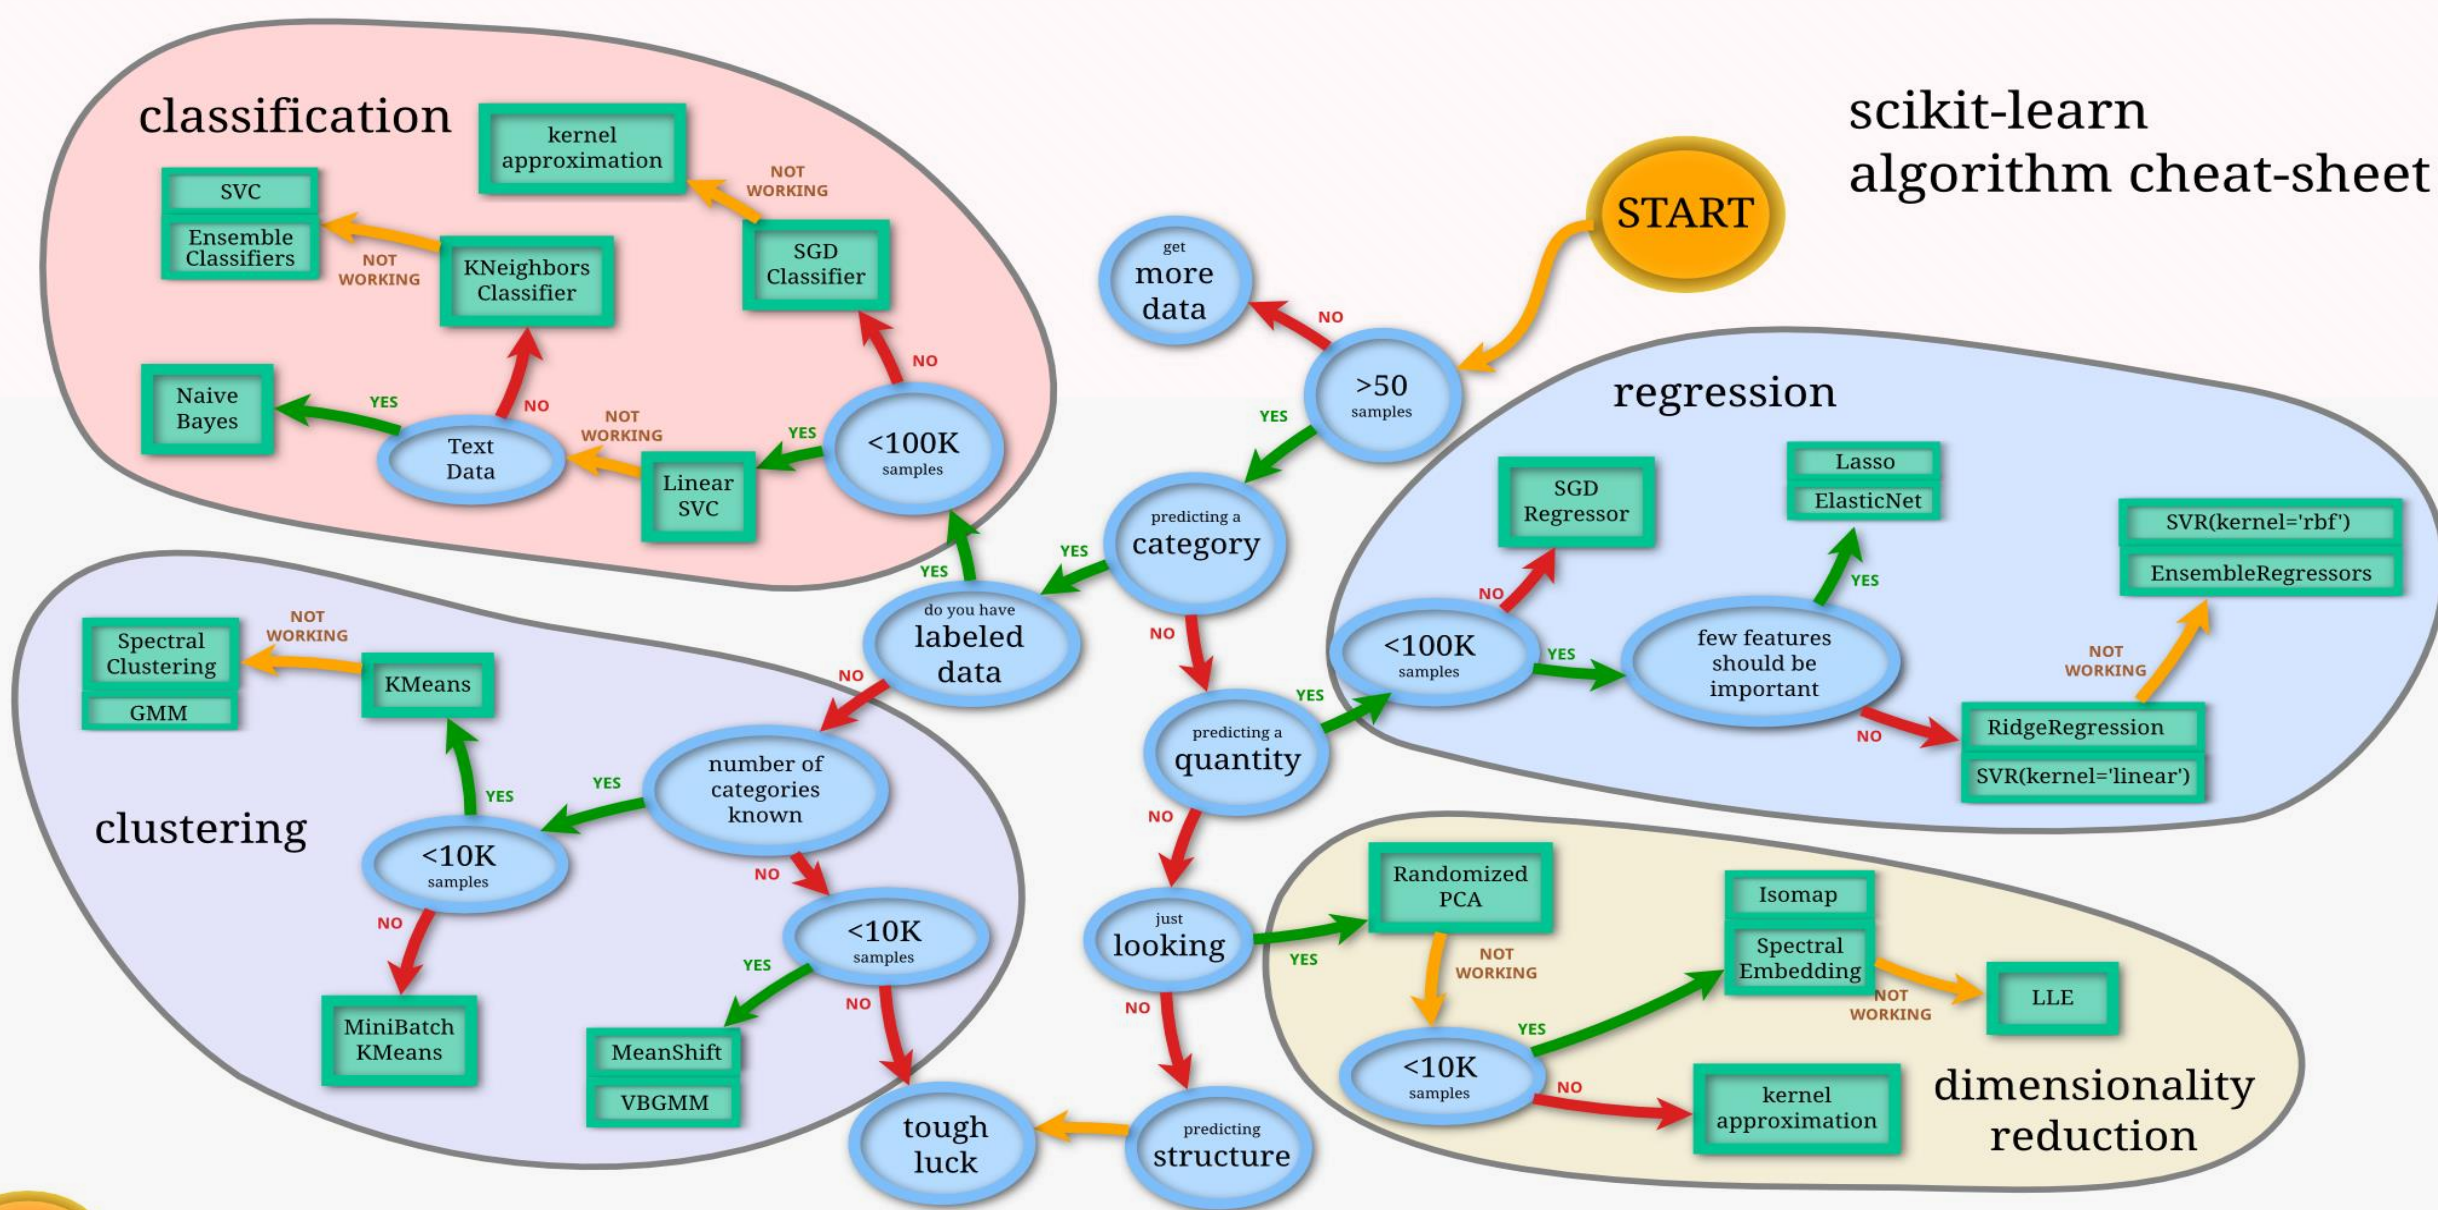 scikit-learn
algorithm cheat-sheet
START
get
more
data
NO
>50
samples
YES
predicting a
category
YES
NO
do you have
labeled
data
YES
NO
predicting a
quantity
YES
NO
just
looking
YES
NO
predicting
structure
tough
luck
classification
kernel
approximation
NOT
WORKING
SGD
Classifier
NO
<100K
samples
YES
Linear
SVC
NOT
WORKING
Text
Data
YES
Naive
Bayes
NO
KNeighbors
Classifier
NOT
WORKING
SVC
Ensemble
Classifiers
regression
SGD
Regressor
NO
<100K
samples
YES
few features
should be
important
YES
Lasso
ElasticNet
NO
RidgeRegression
SVR(kernel='linear')
NOT
WORKING
SVR(kernel='rbf')
EnsembleRegressors
clustering
number of
categories
known
YES
<10K
samples
YES
KMeans
NOT
WORKING
Spectral
Clustering
GMM
NO
MiniBatch
KMeans
NO
<10K
samples
YES
MeanShift
VBGMM
NO
dimensionality
reduction
Randomized
PCA
NOT
WORKING
<10K
samples
YES
Isomap
Spectral
Embedding
NOT
WORKING
LLE
NO
kernel
approximation